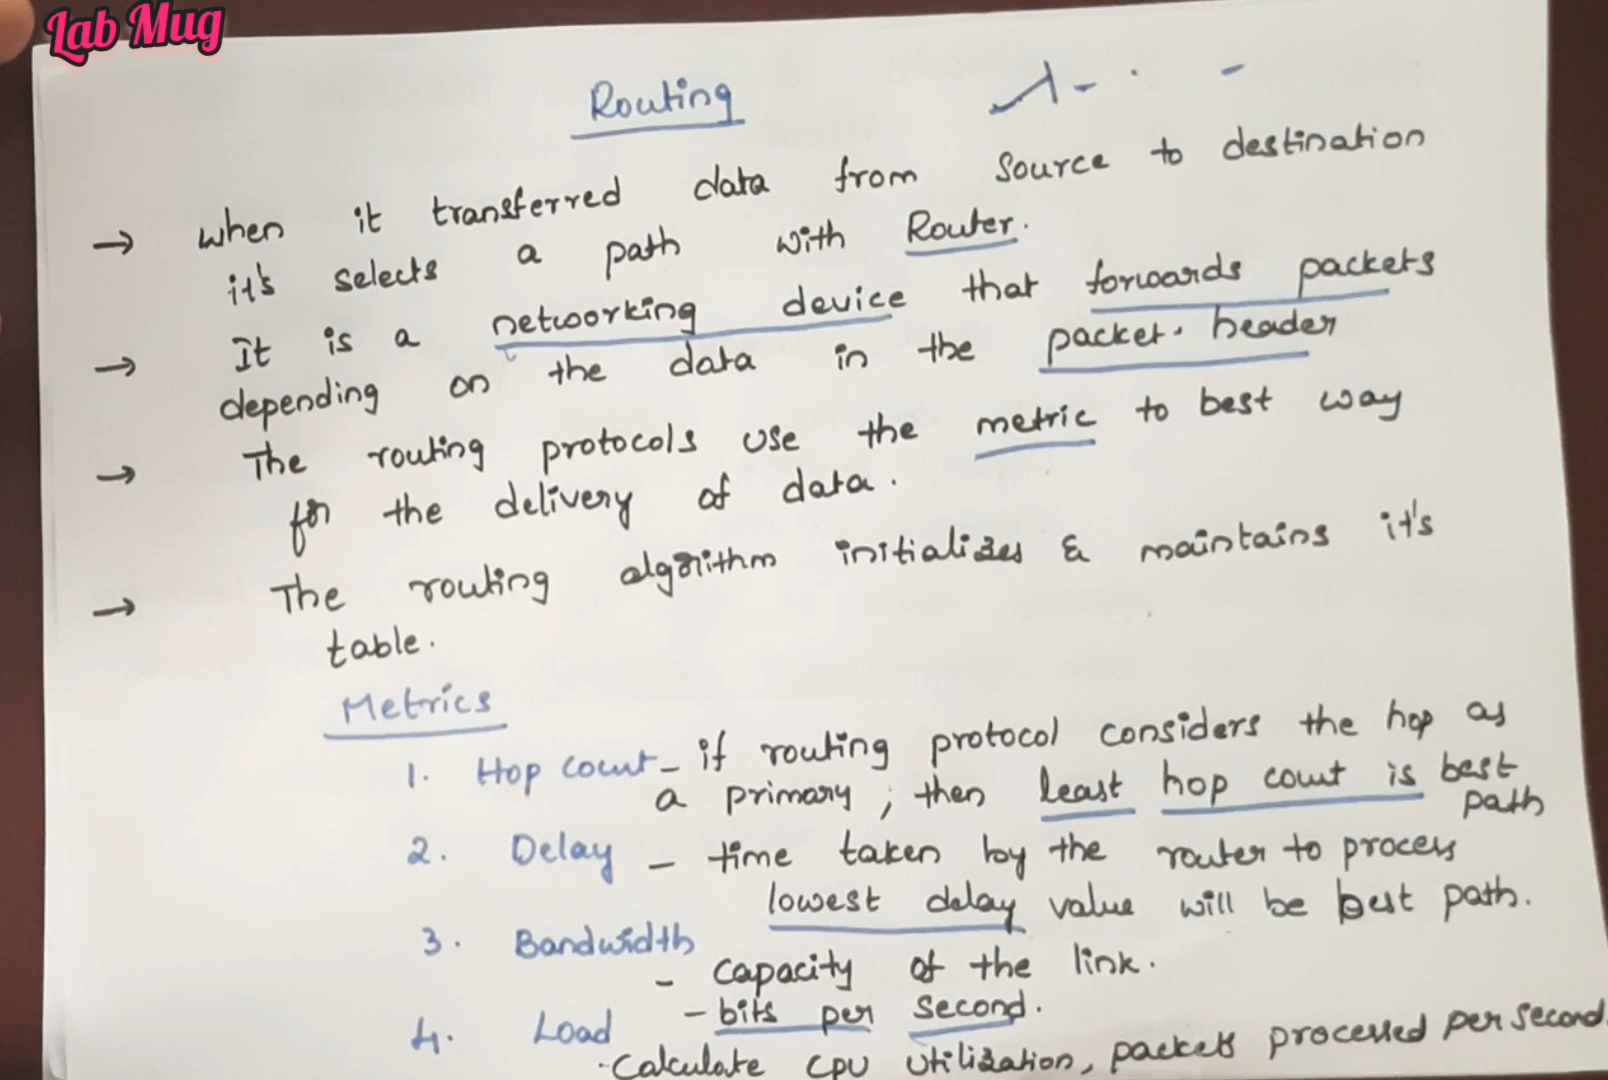 Lab Mug
Routing
→ when it transferred data from source to destination
it's selects a path with Router.
→ It is a networking device that forwards packets
depending on the data in the packet. header
→ The routing protocols use the metric to best way
for the delivery of data.
→ The routing algorithm initializes & maintains it's
table.
Metrics
1. Hop count - if routing protocol considers the hop as
a primary, then least hop count is best
path
2. Delay - time taken by the router to process
lowest delay value will be best path.
3. Bandwidth
- capacity of the link.
- bits per second.
4. Load
- calculate CPU utilization, packets processed per second.